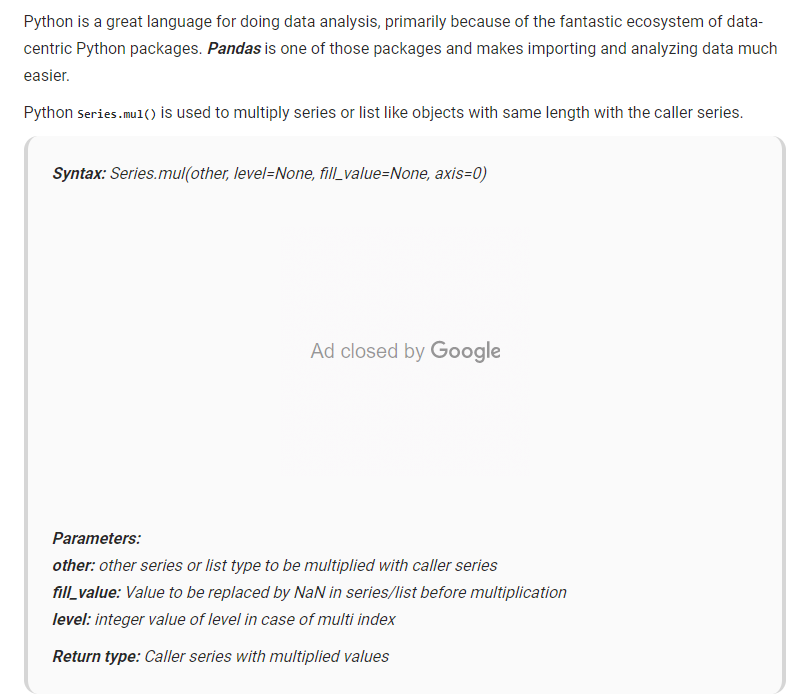 Python is a great language for doing data analysis, primarily because of the fantastic ecosystem of data-
centric Python packages. Pandas is one of those packages and makes importing and analyzing data much
easier.
Python Series.mul() is used to multiply series or list like objects with same length with the caller series.
Syntax: Series.mul(other, level=None, fill_value=None, axis=0)
Ad closed by Google
Parameters:
other: other series or list type to be multiplied with caller series
fill_value: Value to be replaced by NaN in series/list before multiplication
level: integer value of level in case of multi index
Return type: Caller series with multiplied values